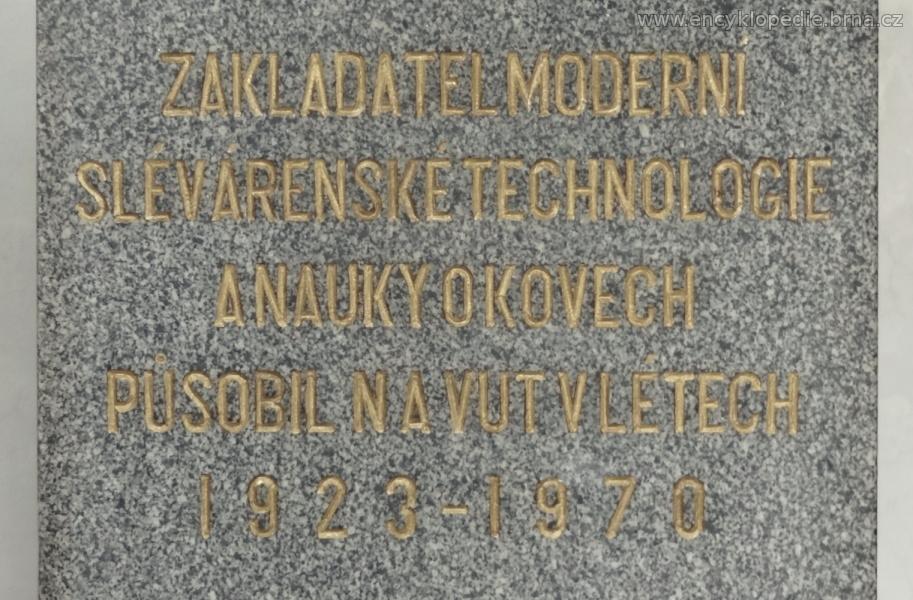 www.encyklopedie.brna.cz
ZAKLADATEL MODERNÍ
SLÉVÁRENSKÉ TECHNOLOGIE
A NAUKY O KOVECH
PŮSOBIL NA VUT V LÉTECH
1923-1970